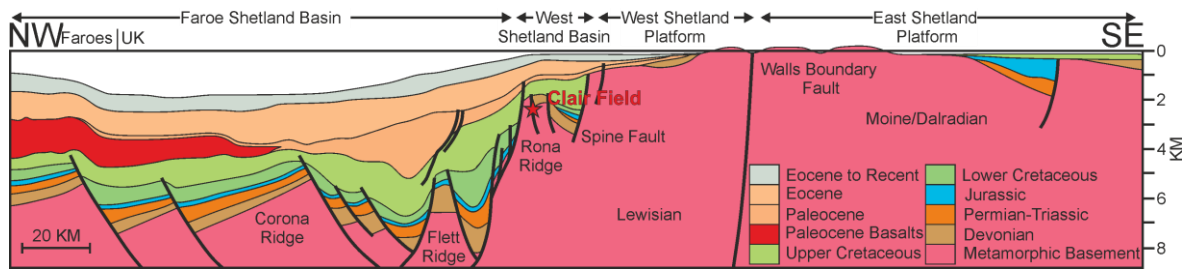 Faroe Shetland Basin
West
Shetland Basin
West Shetland
Platform
East Shetland
Platform
NW
Faroes
UK
SE
0
2
4
6
8
KM
Walls Boundary
Fault
Clair Field
Moine/Dalradian
Spine Fault
Rona
Ridge
Lewisian
Corona
Ridge
Flett
Ridge
20 KM
Eocene to Recent
Eocene
Paleocene
Paleocene Basalts
Upper Cretaceous
Lower Cretaceous
Jurassic
Permian-Triassic
Devonian
Metamorphic Basement